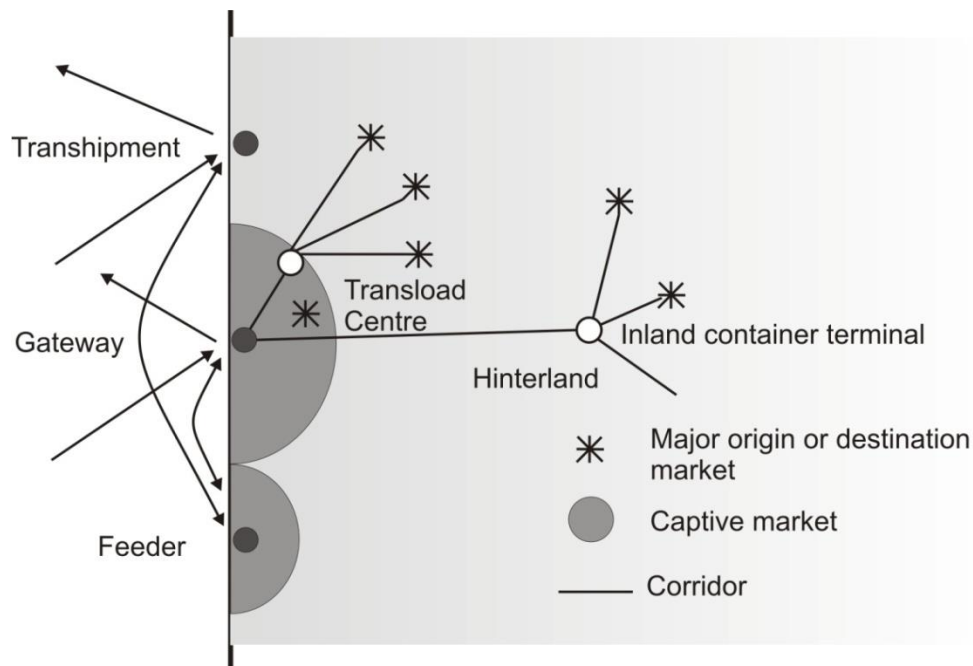 Transhipment
Transload
Centre
Gateway
Inland container terminal
Hinterland
Major origin or destination
market
Captive market
Feeder
Corridor